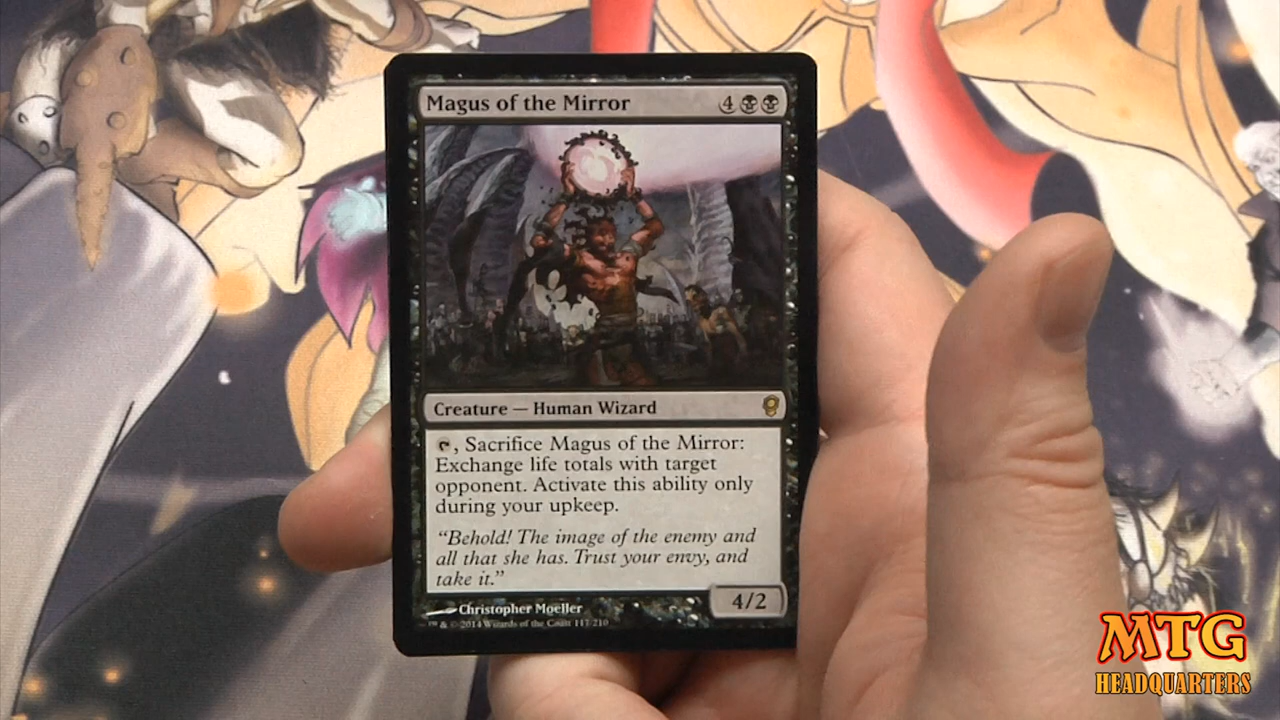 Magus of the Mirror 4
Creature — Human Wizard
, Sacrifice Magus of the Mirror:
Exchange life totals with target
opponent. Activate this ability only
during your upkeep.
“Behold! The image of the enemy and
all that she has. Trust your envy, and
take it.”
4/2
Christopher Moeller
™ & © 2014 Wizards of the Coast 117/210
MTG
HEADQUARTERS